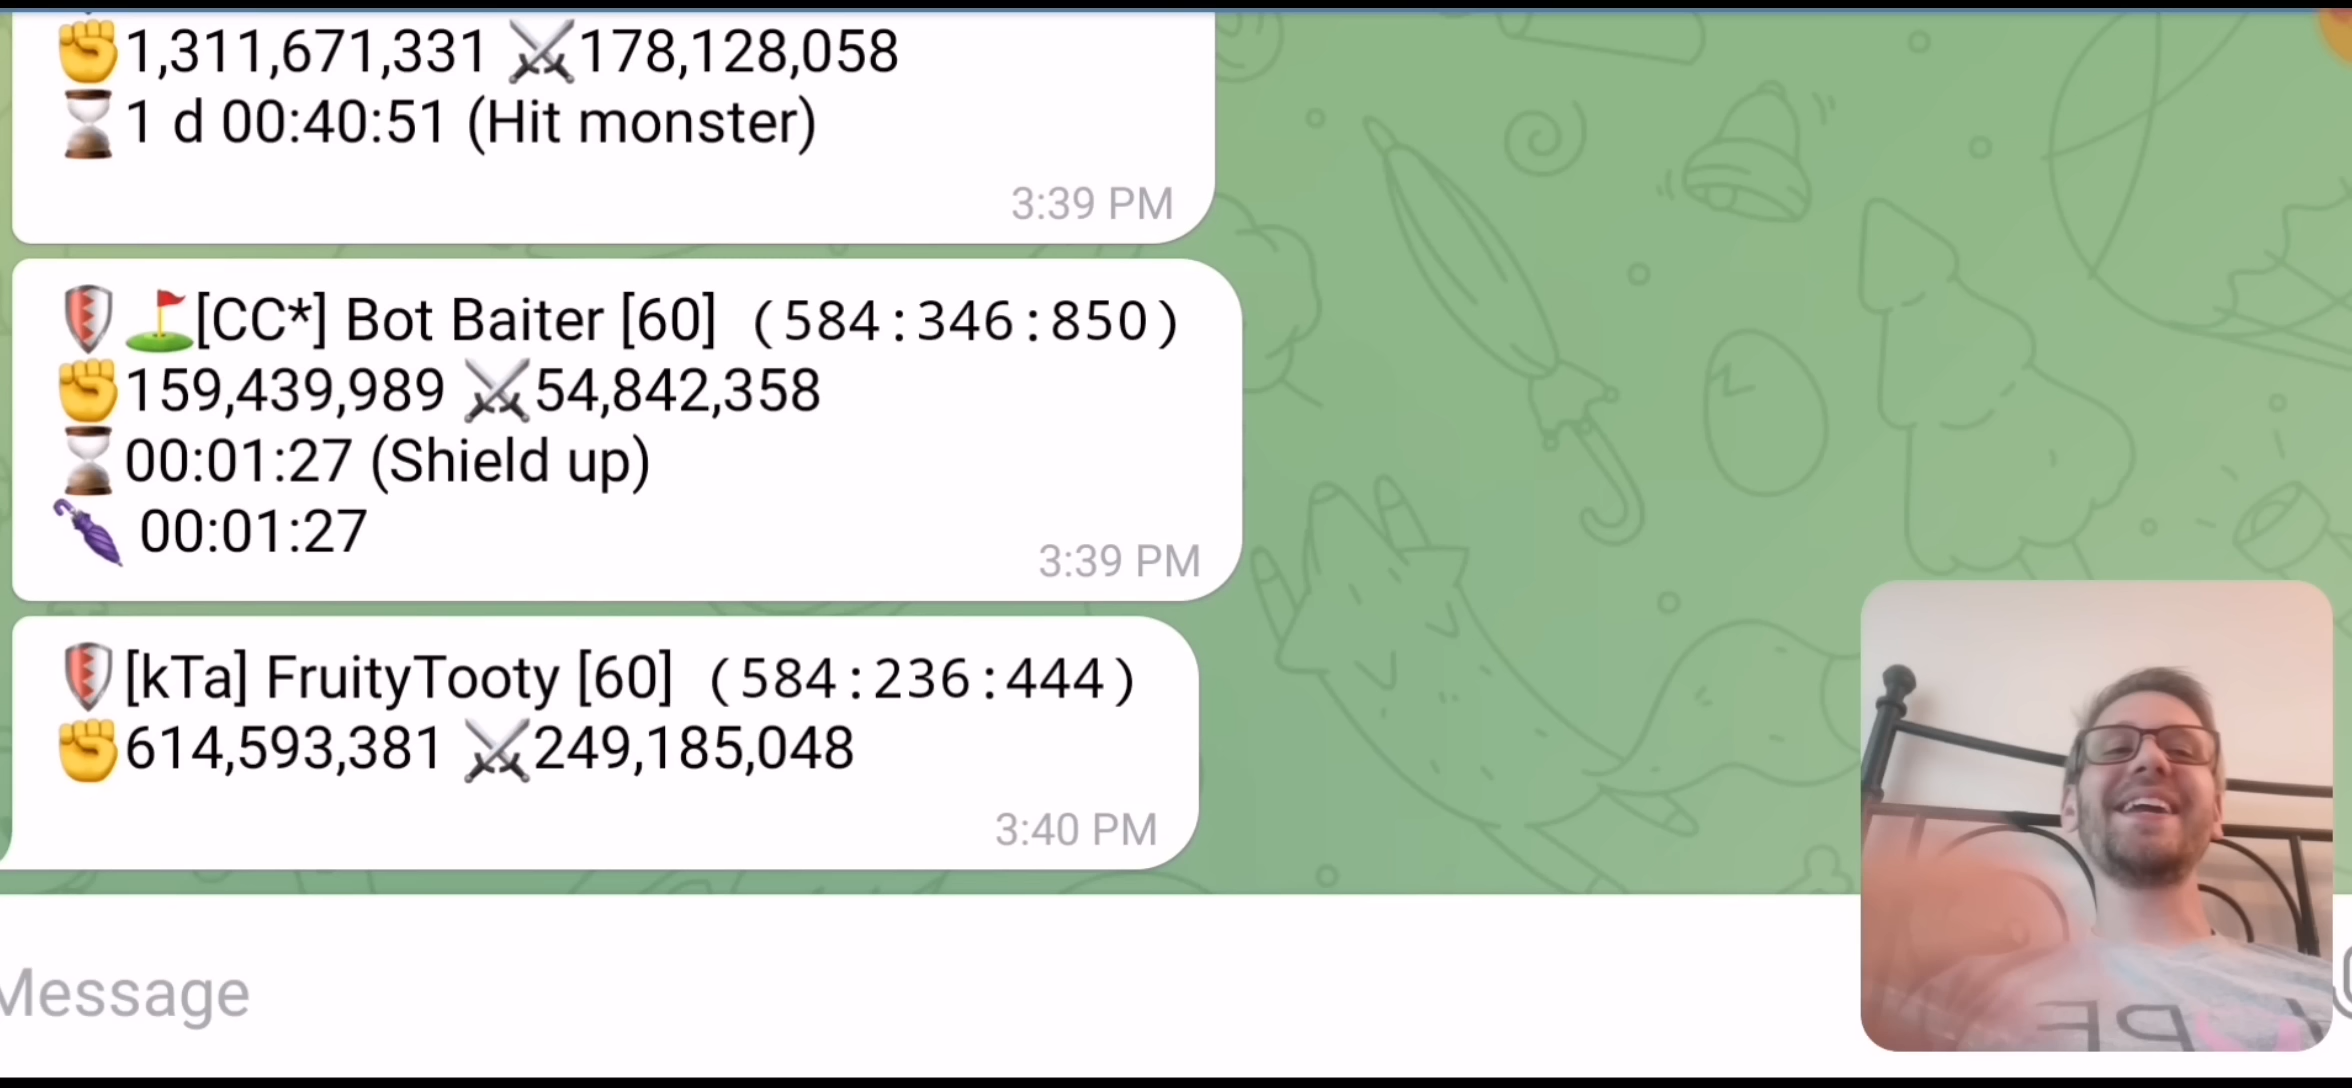 ✊1,311,671,331 ⚔178,128,058
⏳1 d 00:40:51 (Hit monster)
3:39 PM
🛡⛳[CC*] Bot Baiter [60] (584:346:850)
✊159,439,989 ⚔54,842,358
⏳00:01:27 (Shield up)
🌂 00:01:27
3:39 PM
🛡[kTa] FruityTooty [60] (584:236:444)
✊614,593,381 ⚔249,185,048
3:40 PM
Message